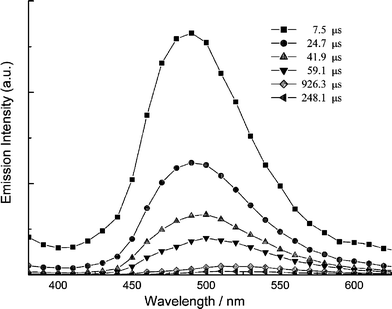 Emission Intensity (a.u.)
7.5 µs
24.7 µs
41.9 µs
59.1 µs
926.3 µs
248.1 µs
400 450 500 550 600
Wavelength / nm